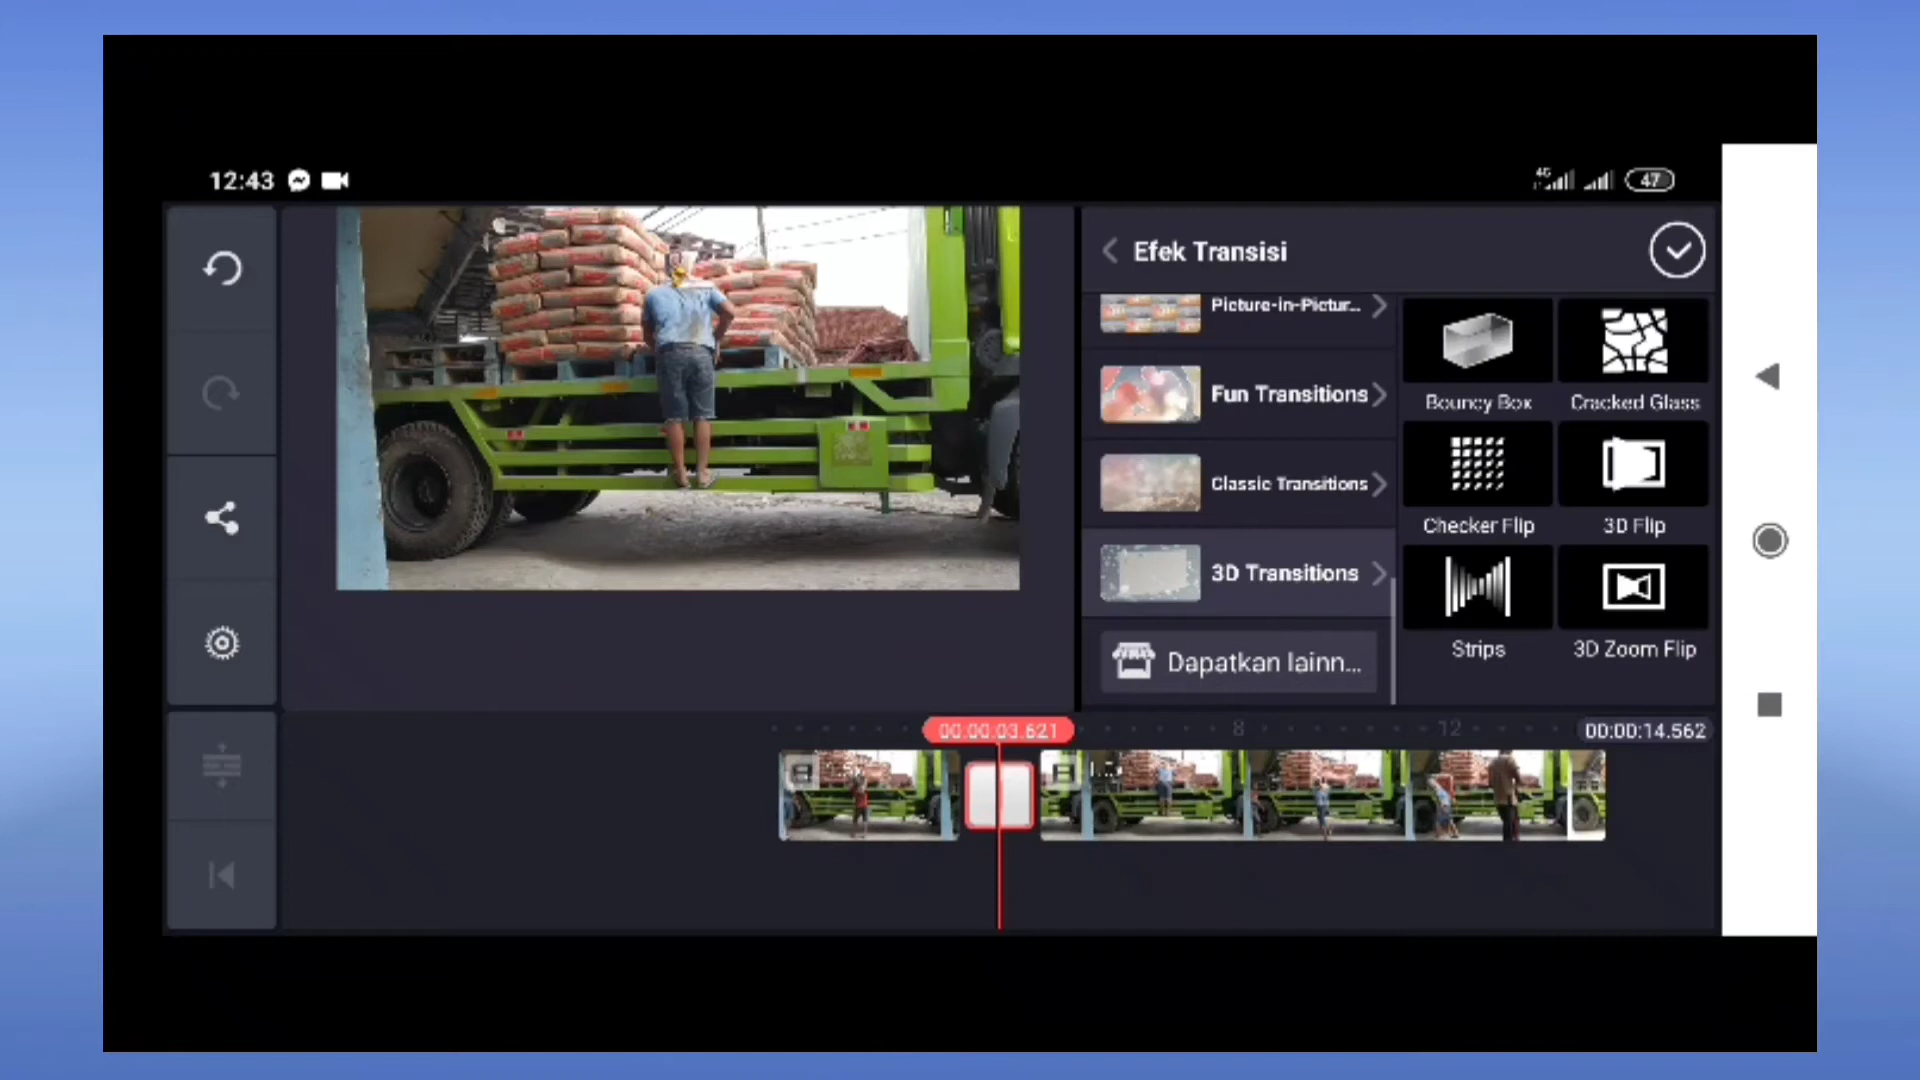 12:43
4G
47
Efek Transisi
Picture-in-Pictur...
Fun Transitions
Classic Transitions
3D Transitions
Dapatkan lainn...
Bouncy Box
Cracked Glass
Checker Flip
3D Flip
Strips
3D Zoom Flip
00:00:03.621
8
12
00:00:14.562